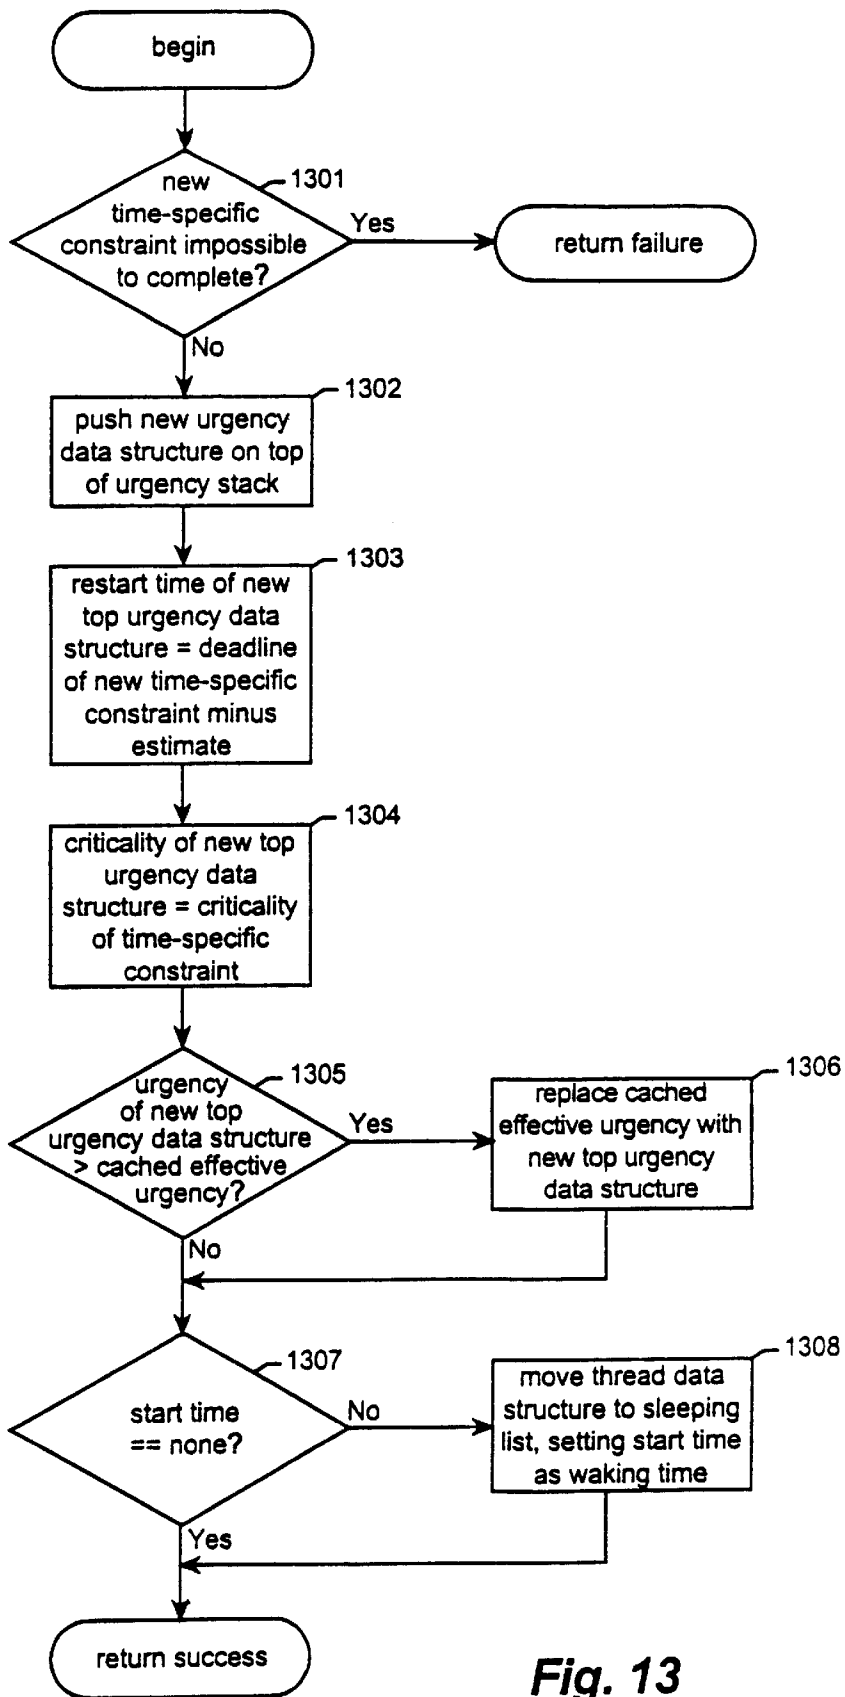 begin
1301
new
time-specific
constraint impossible
to complete?
Yes
return failure
No
1302
push new urgency
data structure on top
of urgency stack
1303
restart time of new
top urgency data
structure = deadline
of new time-specific
constraint minus
estimate
1304
criticality of new top
urgency data
structure = criticality
of time-specific
constraint
1305
urgency
of new top
urgency data structure
> cached effective
urgency?
Yes
1306
replace cached
effective urgency with
new top urgency
data structure
No
1307
start time
== none?
No
1308
move thread data
structure to sleeping
list, setting start time
as waking time
Yes
return success
Fig. 13